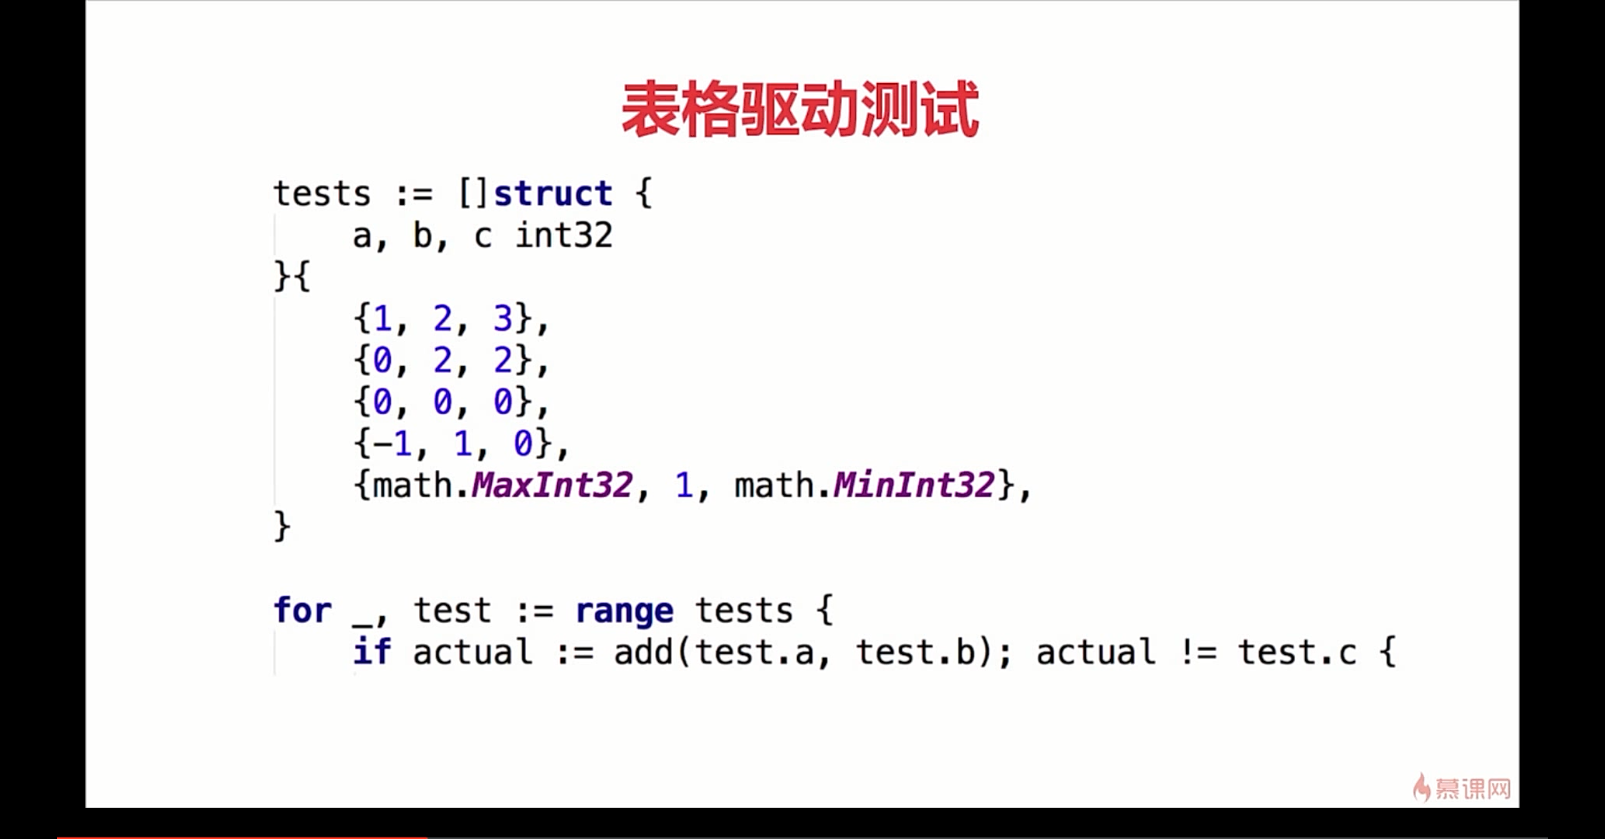 表格驱动测试
tests := []struct {
    a, b, c int32
}{
    {1, 2, 3},
    {0, 2, 2},
    {0, 0, 0},
    {-1, 1, 0},
    {math.MaxInt32, 1, math.MinInt32},
}
for _, test := range tests {
    if actual := add(test.a, test.b); actual != test.c {
慕课网